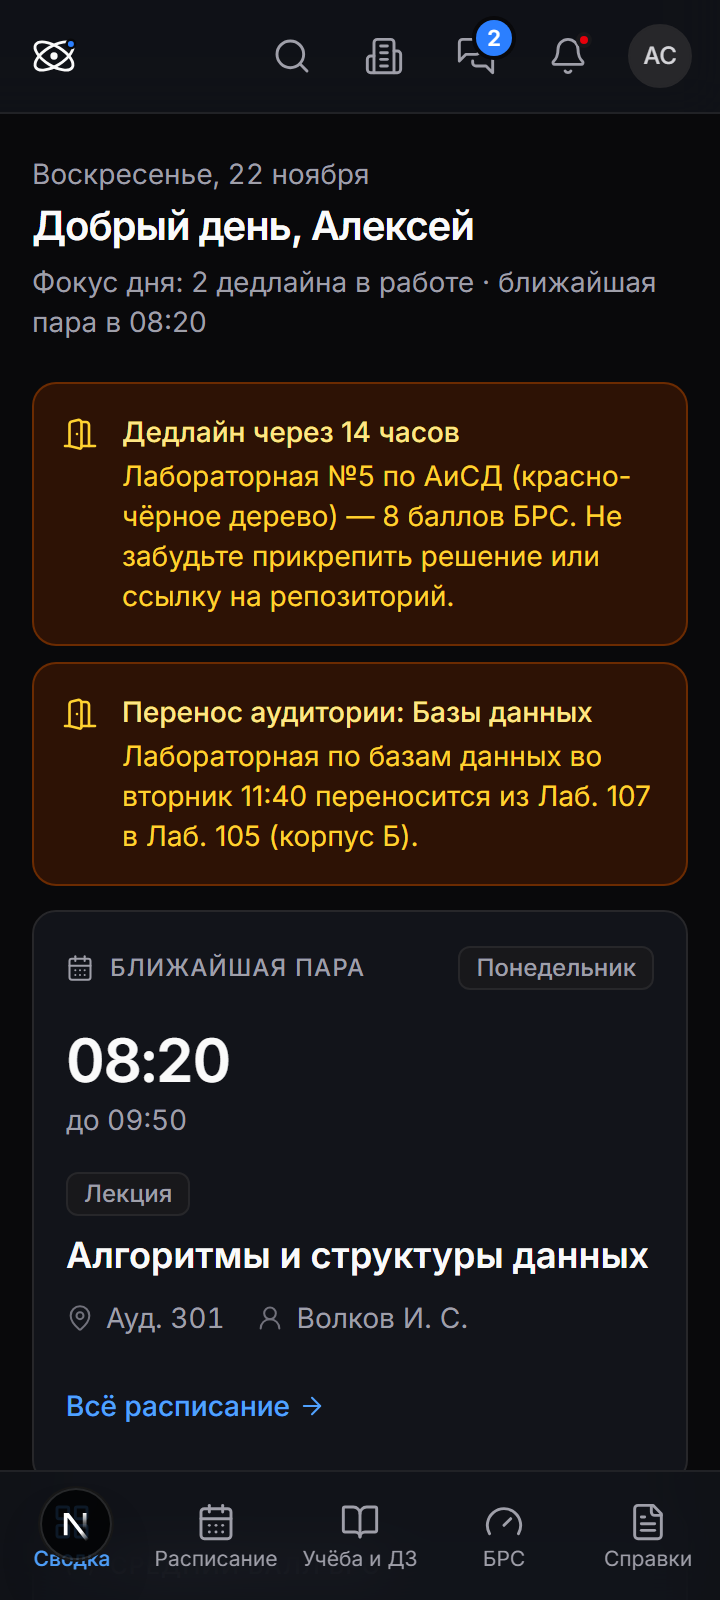 2
AC
Воскресенье, 22 ноября
Добрый день, Алексей
Фокус дня: 2 дедлайна в работе · ближайшая
пара в 08:20
Дедлайн через 14 часов
Лабораторная №5 по АиСД (красно-
чёрное дерево) — 8 баллов БРС. Не
забудьте прикрепить решение или
ссылку на репозиторий.
Перенос аудитории: Базы данных
Лабораторная по базам данных во
вторник 11:40 переносится из Лаб. 107
в Лаб. 105 (корпус Б).
БЛИЖАЙШАЯ ПАРА
Понедельник
08:20
до 09:50
Лекция
Алгоритмы и структуры данных
Ауд. 301
Волков И. С.
Всё расписание →
N
Сводка
Расписание
Учёба и ДЗ
БРС
Справки